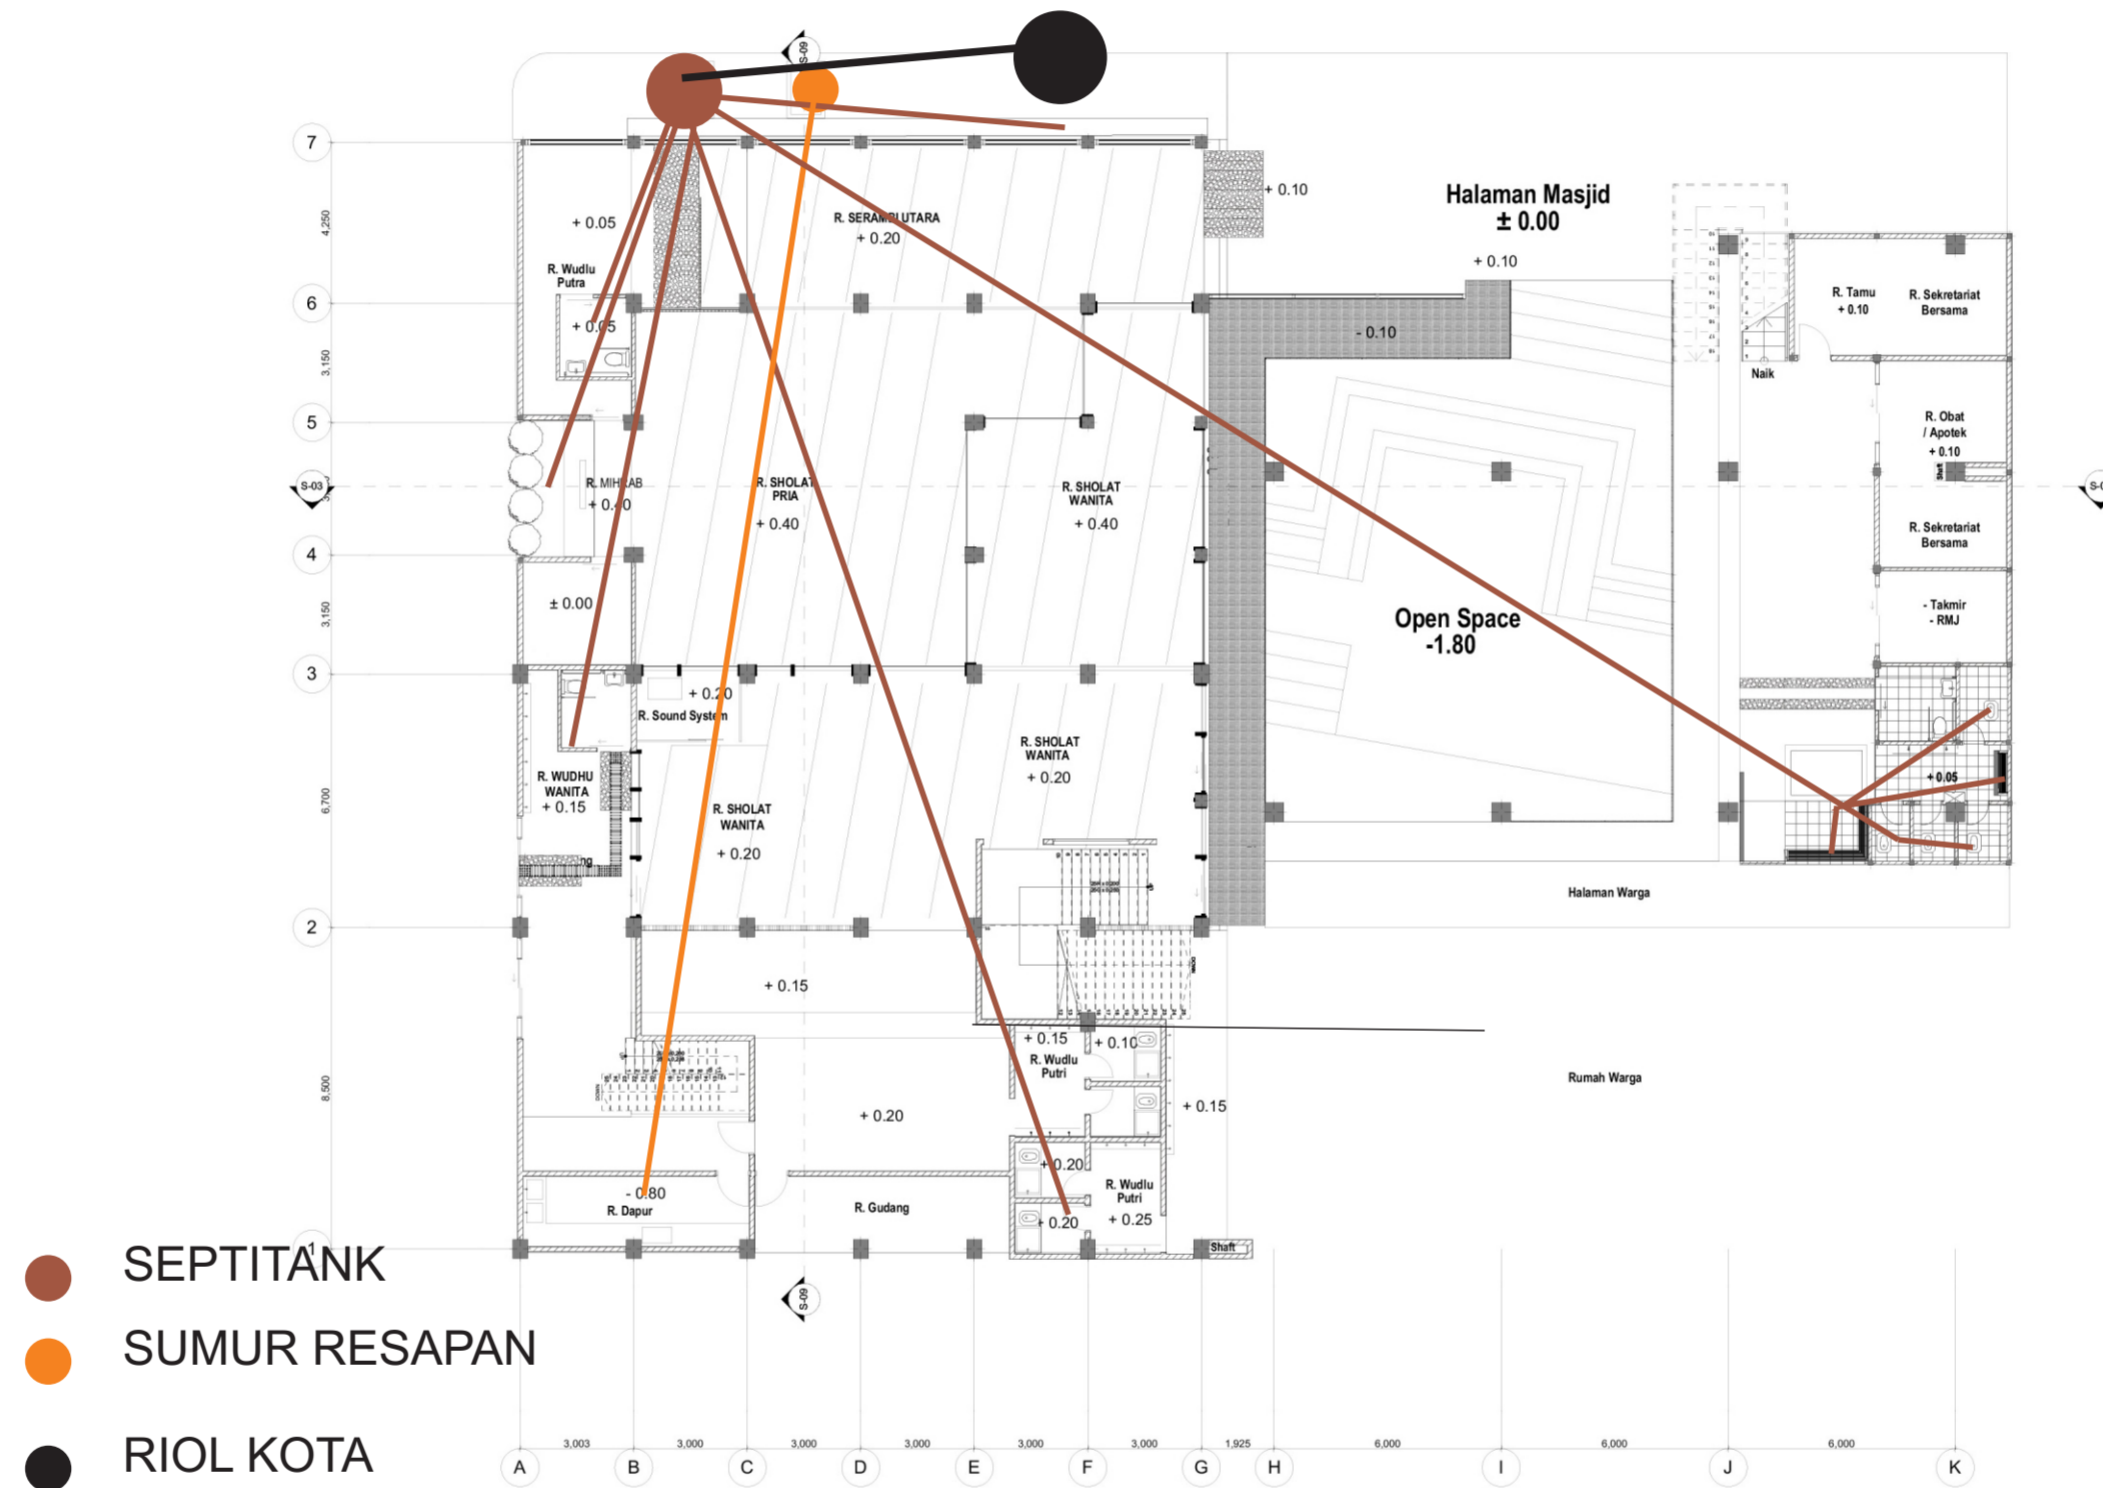 S-09
7
4,250
+ 0.05
R. SERAMBI UTARA
+ 0.20
+ 0.10
Halaman Masjid
± 0.00
+ 0.10
R. Wudlu
Putra
6
+ 0.05
- 0.10
R. Tamu
+ 0.10
R. Sekretariat
Bersama
3,150
Naik
5
R. Obat
/ Apotek
+ 0.10
Shaft
S-03
R. MIHRAB
+ 0.40
R. SHOLAT
PRIA
+ 0.40
R. SHOLAT
WANITA
+ 0.40
R. Sekretariat
Bersama
4
± 0.00
3,150
Open Space
-1.80
- Takmir
- RMJ
3
+ 0.20
R. Sound System
R. SHOLAT
WANITA
+ 0.20
R. WUDHU
WANITA
+ 0.15
6,700
+ 0.05
R. SHOLAT
WANITA
+ 0.20
ng
Halaman Warga
2
+ 0.15
DOWN
+ 0.15
+ 0.10
R. Wudlu
Putri
Rumah Warga
8,500
DOWN
+ 0.20
+ 0.15
+ 0.20
- 0.80
R. Dapur
R. Gudang
R. Wudlu
Putri
+ 0.20
+ 0.25
1
Shaft
SEPTITANK
S-09
SUMUR RESAPAN
RIOL KOTA
3,003
3,000
3,000
3,000
3,000
3,000
1,925
6,000
6,000
6,000
A
B
C
D
E
F
G
H
I
J
K